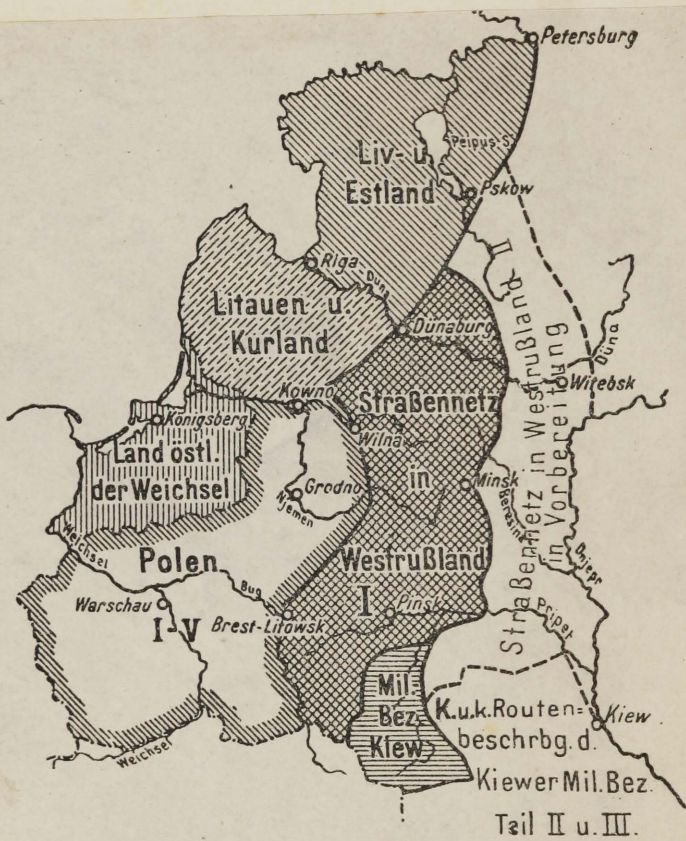 Petersburg
Liv- u.
Estland
Peipus-S.
Pskow
Riga
Düna
Litauen u.
Kurland
Dünaburg
Straßennetz in Westrußland II
in Vorbereitung
Düna
Witebsk
Kowno
Straßennetz
in
Westrußland
I
Königsberg
Wilna
Land östl.
der Weichsel
Grodno
Njemen
Minsk
Beresina
Dnjepr
Weichsel
Polen
Bug
Warschau
I-V
Brest-Litowsk
Pinsk
Pripet
Mil.
Bez.
Kiew
Weichsel
K.u.k. Routen=
beschrbg. d.
Kiewer Mil. Bez.
Teil II u. III.
Kiew